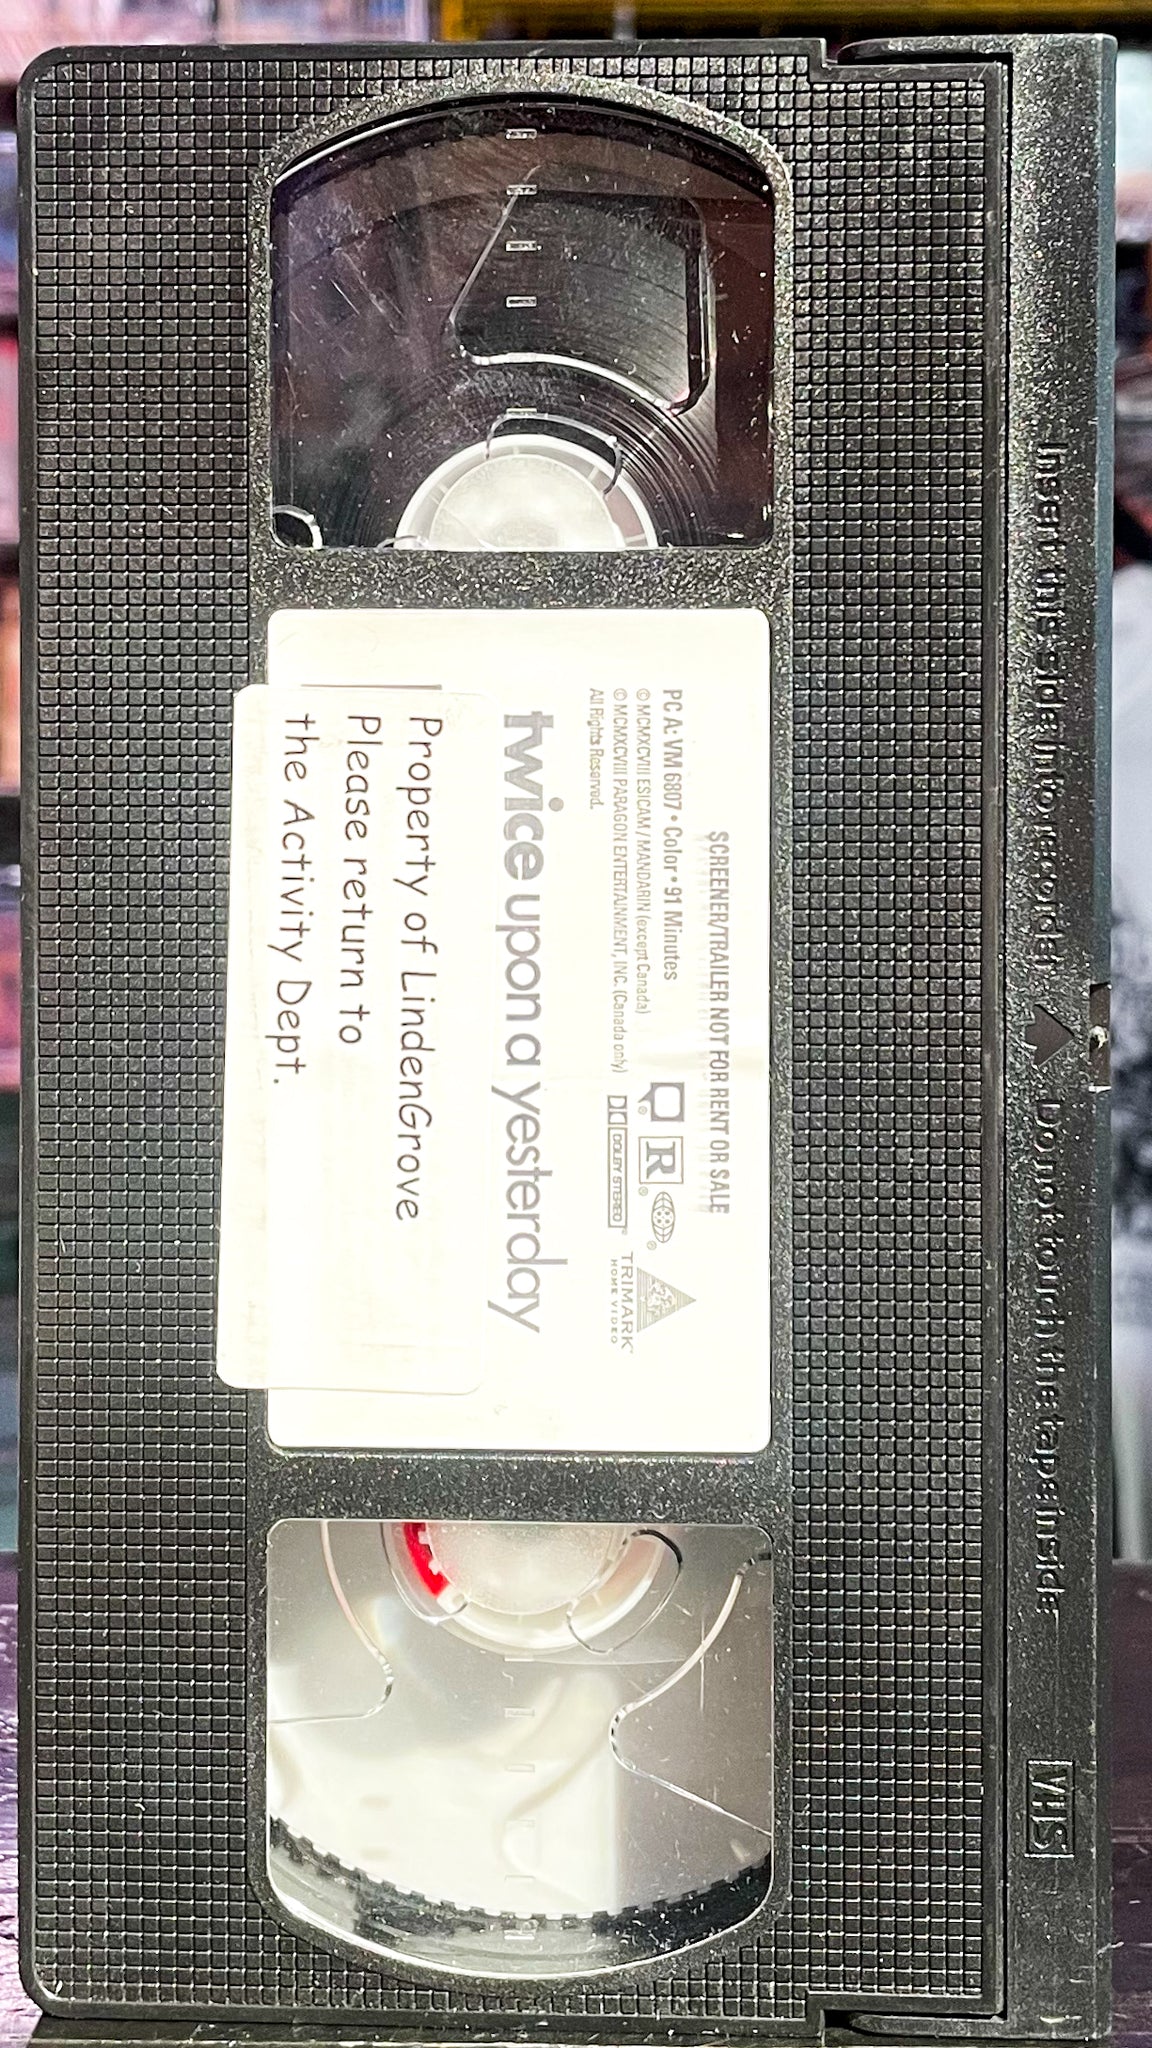 Insert this side into recorder ▲ Do not touch the tape inside
VHS
SCREENER/TRAILER NOT FOR RENT OR SALE
PCA: VM 6807 • Color • 91 Minutes
© MCMXCVIII ESICAM / MANDARIN (except Canada)
© MCMXCVIII PARAGON ENTERTAINMENT, INC. (Canada only)
All Rights Reserved.
R
DOLBY STEREO
TRIMARK
HOME VIDEO
twice upon a yesterday
Property of LindenGrove
Please return to
the Activity Dept.